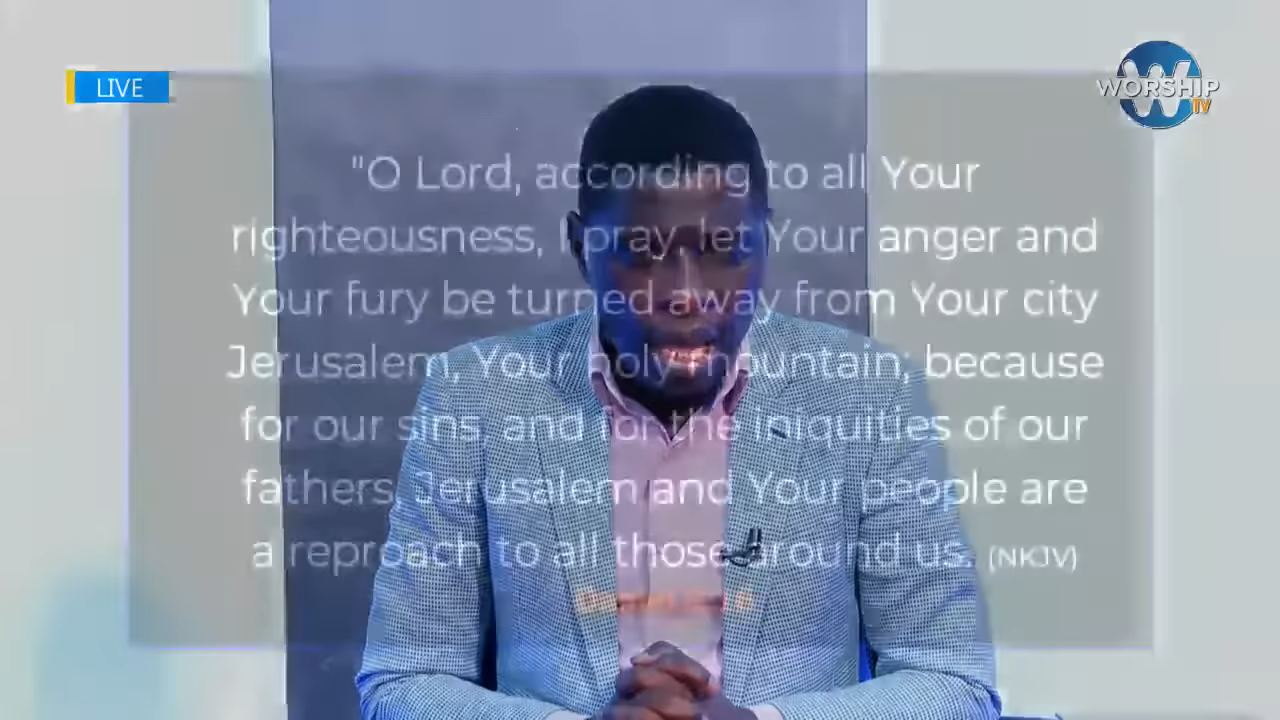 LIVE
WORSHIP
TV
"O Lord, according to all Your
righteousness, I pray, let Your anger and
Your fury be turned away from Your city
Jerusalem, Your holy mountain; because
for our sins, and for the iniquities of our
fathers, Jerusalem and Your people are
a reproach to all those around us. (NKJV)